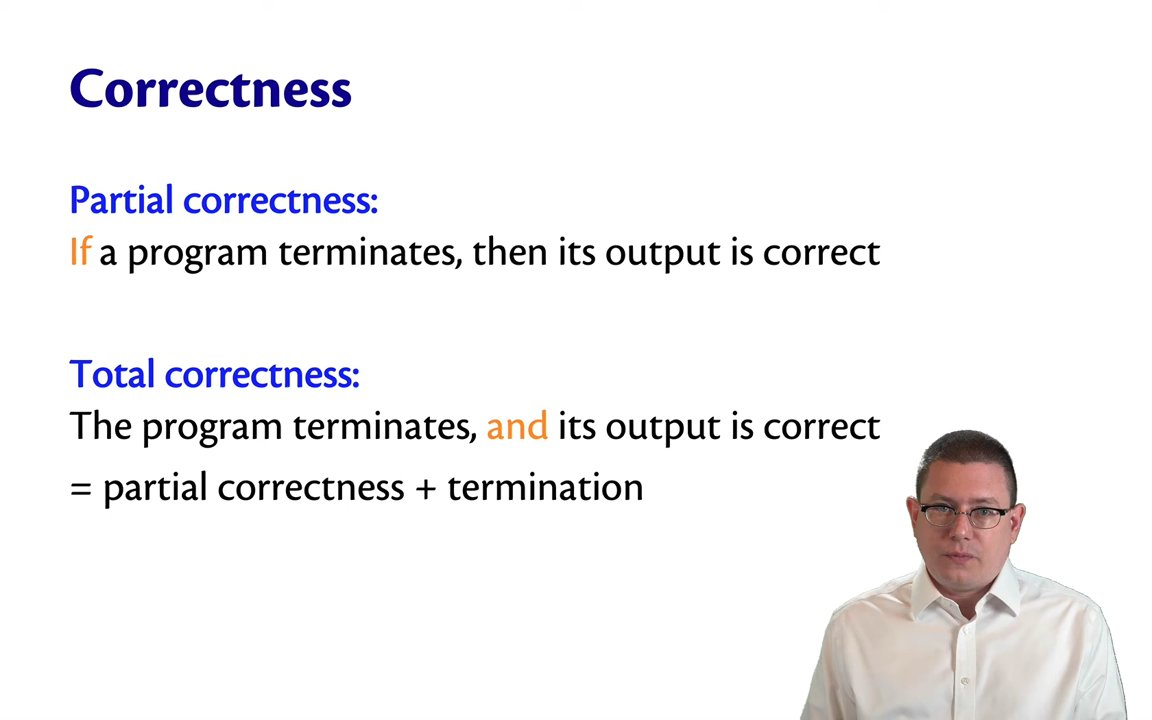 Correctness
Partial correctness:
If a program terminates, then its output is correct
Total correctness:
The program terminates, and its output is correct
= partial correctness + termination